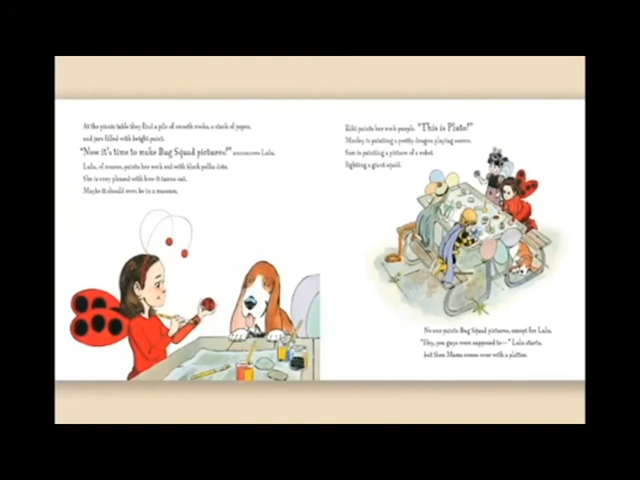 At the picnic table they find a pile of smooth rocks, a stack of paper,
and jars filled with bright paint.
"Now it's time to make Bug Squad pictures!" announces Lulu.
Lulu, of course, paints her rock red with black polka dots.
She is very pleased with how it turns out.
Maybe it should even be in a museum.
Kiki paints her rock purple. "This is Pluto!"
Morley is painting a pretty dragon playing soccer.
Sam is painting a picture of a robot
fighting a giant squid.
No one paints Bug Squad pictures, except for Lulu.
"Hey, you guys were supposed to—" Lulu starts,
but then Mama comes over with a platter.